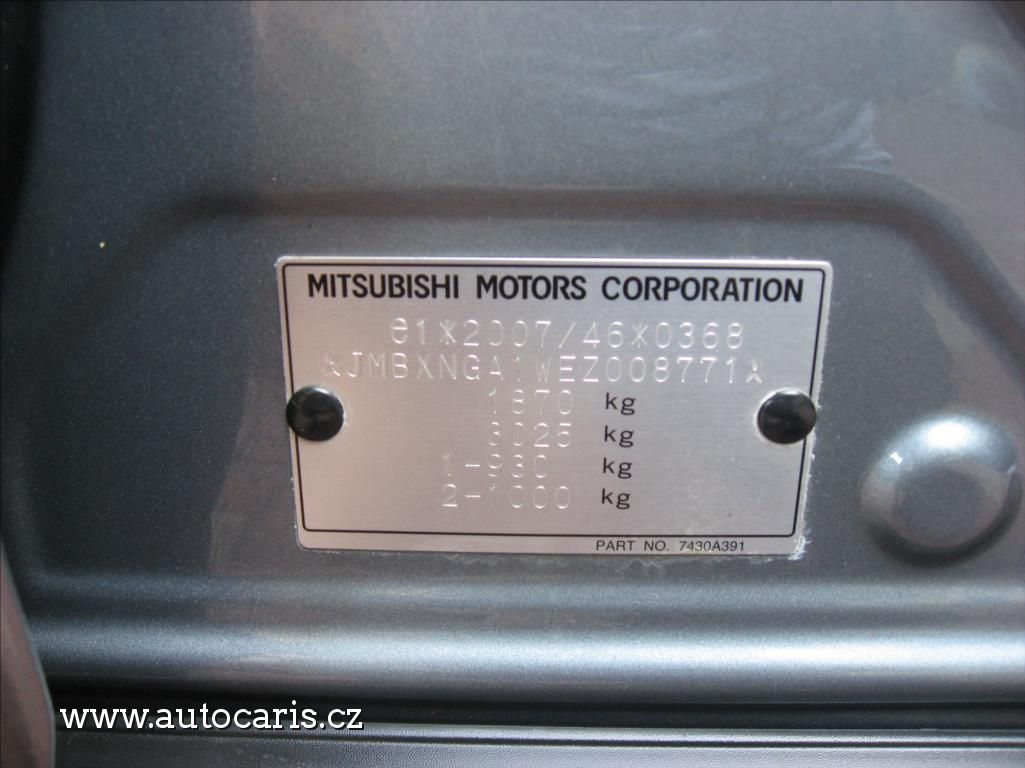 MITSUBISHI MOTORS CORPORATION
e1*2007/46*0368
*JMBXNGA1WEZ008771*
1870 kg
3025 kg
1-930 kg
2-1000 kg
PART NO. 7430A391
www.autocaris.cz